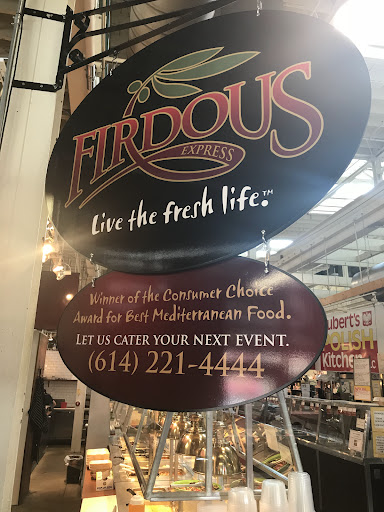 FIRDOUS
EXPRESS
Live the fresh life.™
Winner of the Consumer Choice
Award for Best Mediterranean Food.
LET US CATER YOUR NEXT EVENT.
(614) 221-4444
ubert's
OLISH
Kitchen